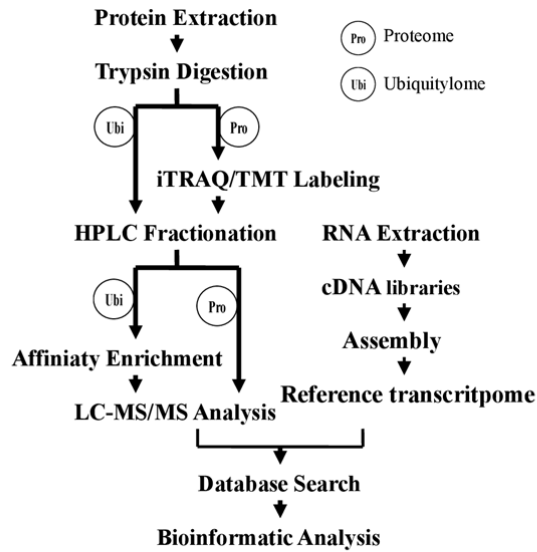 Protein Extraction
Pro Proteome
Trypsin Digestion
Ubi Ubiquitylome
Ubi
Pro
iTRAQ/TMT Labeling
HPLC Fractionation
RNA Extraction
Ubi
Pro
cDNA libraries
Assembly
Affiniaty Enrichment
Reference transcritpome
LC-MS/MS Analysis
Database Search
Bioinformatic Analysis